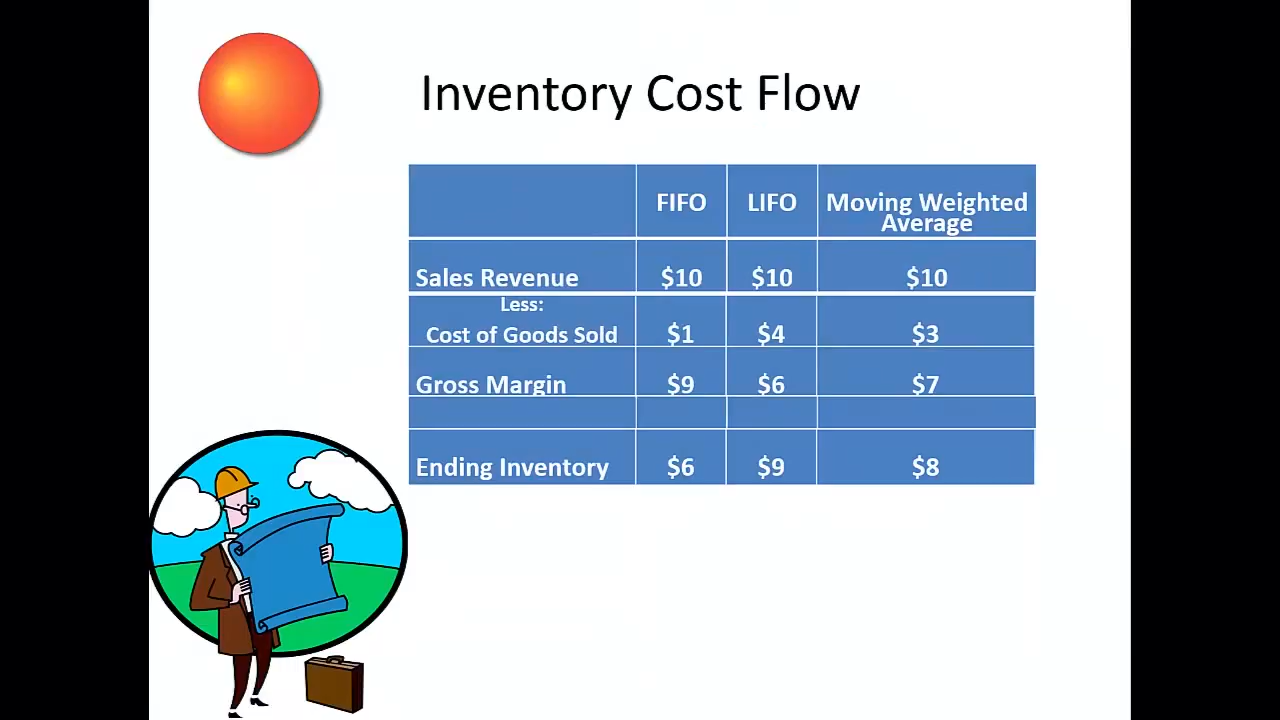 Inventory Cost Flow
FIFO LIFO Moving Weighted
Average
Sales Revenue $10 $10 $10
Less:
Cost of Goods Sold $1 $4 $3
Gross Margin $9 $6 $7
Ending Inventory $6 $9 $8